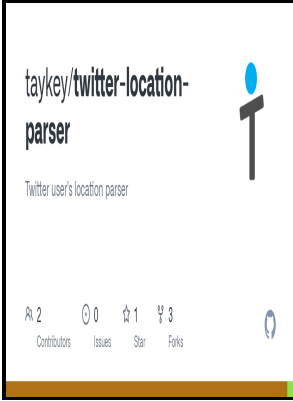 taykey/twitter-location-
parser
Twitter user's location parser
2 0 1 3
Contributors Issues Star Forks